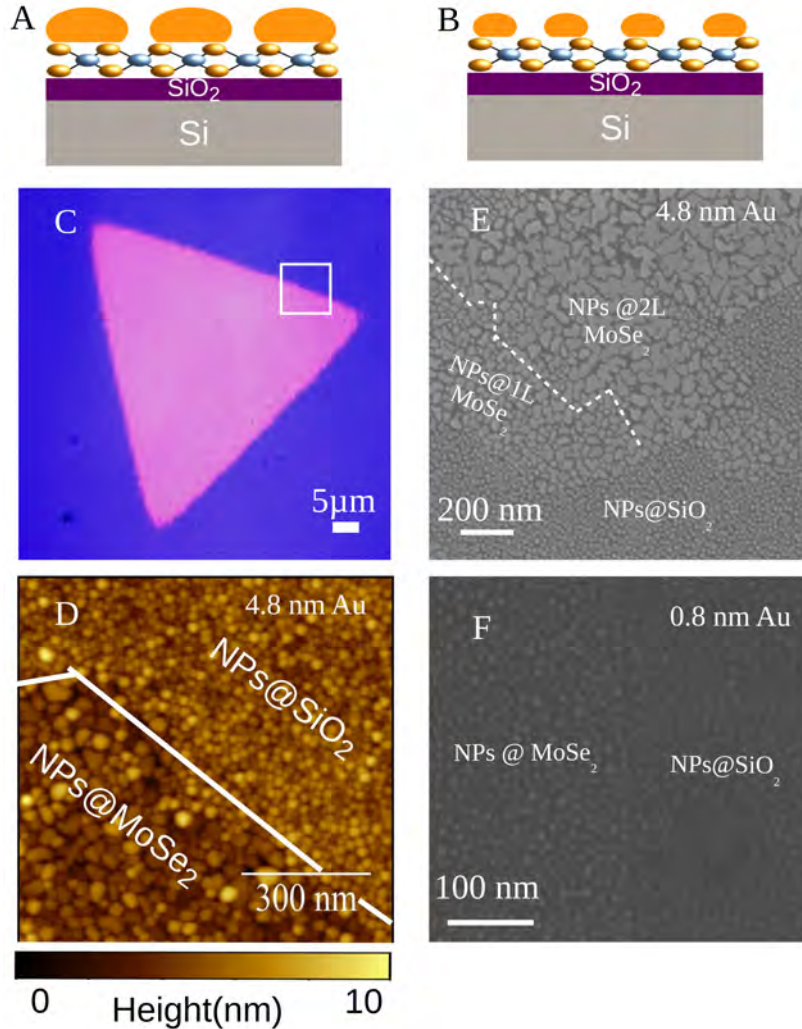 A
SiO₂
Si
B
SiO₂
Si
C
5μm
D
4.8 nm Au
NPs@SiO₂
NPs@MoSe₂
300 nm
0
10
Height(nm)
E
4.8 nm Au
NPs @2L
MoSe₂
NPs@1L
MoSe₂
NPs@SiO₂
200 nm
F
0.8 nm Au
NPs @ MoSe₂
NPs@SiO₂
100 nm